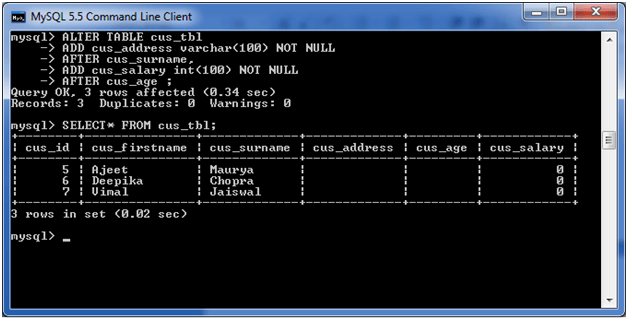 MySQL 5.5 Command Line Client
mysql> ALTER TABLE cus_tbl
    -> ADD cus_address varchar(100) NOT NULL
    -> AFTER cus_surname,
    -> ADD cus_salary int(100) NOT NULL
    -> AFTER cus_age ;
Query OK, 3 rows affected (0.34 sec)
Records: 3  Duplicates: 0  Warnings: 0
mysql> SELECT* FROM cus_tbl;
+--------+---------------+-------------+-------------+---------+------------+
| cus_id | cus_firstname | cus_surname | cus_address | cus_age | cus_salary |
+--------+---------------+-------------+-------------+---------+------------+
|      5 | Ajeet         | Maurya      |             |         |          0 |
|      6 | Deepika       | Chopra      |             |         |          0 |
|      7 | Vimal         | Jaiswal     |             |         |          0 |
+--------+---------------+-------------+-------------+---------+------------+
3 rows in set (0.02 sec)
mysql> _